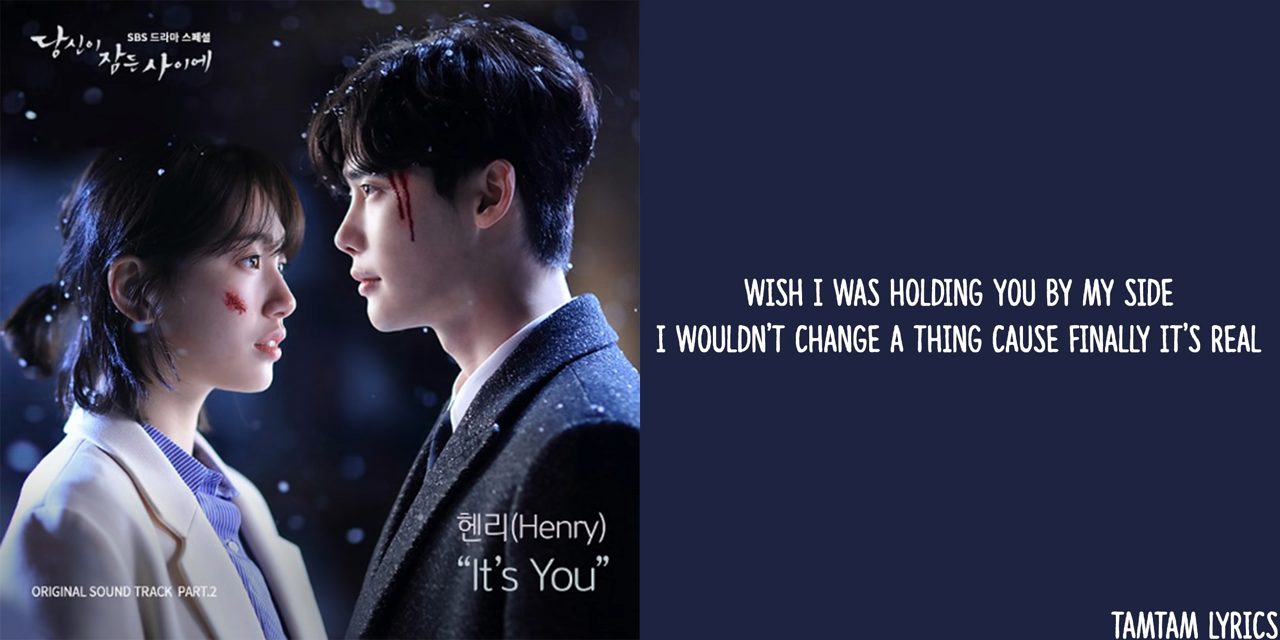 SBS 드라마 스페셜
당신이
잠든 사이에
헨리(Henry)
“It's You”
ORIGINAL SOUND TRACK PART.2
WISH I WAS HOLDING YOU BY MY SIDE
I WOULDN'T CHANGE A THING CAUSE FINALLY IT'S REAL
TAMTAM LYRICS